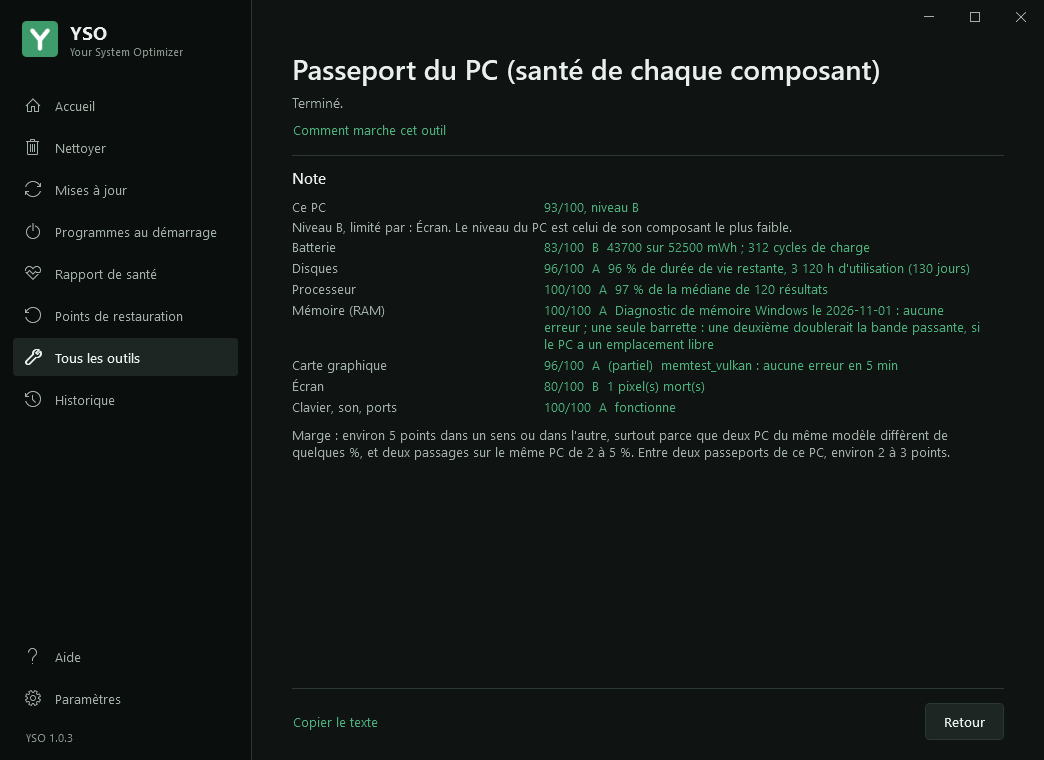 YSO
Your System Optimizer
Accueil
Nettoyer
Mises à jour
Programmes au démarrage
Rapport de santé
Points de restauration
Tous les outils
Historique
Aide
Paramètres
YSO 1.0.3
Passeport du PC (santé de chaque composant)
Terminé.
Comment marche cet outil
Note
Ce PC 93/100, niveau B
Niveau B, limité par : Écran. Le niveau du PC est celui de son composant le plus faible.
Batterie 83/100 B 43700 sur 52500 mWh ; 312 cycles de charge
Disques 96/100 A 96 % de durée de vie restante, 3 120 h d'utilisation (130 jours)
Processeur 100/100 A 97 % de la médiane de 120 résultats
Mémoire (RAM) 100/100 A Diagnostic de mémoire Windows le 2026-11-01 : aucune
erreur ; une seule barrette : une deuxième doublerait la bande passante, si
le PC a un emplacement libre
Carte graphique 96/100 A (partiel) memtest_vulkan : aucune erreur en 5 min
Écran 80/100 B 1 pixel(s) mort(s)
Clavier, son, ports 100/100 A fonctionne
Marge : environ 5 points dans un sens ou dans l'autre, surtout parce que deux PC du même modèle diffèrent de
quelques %, et deux passages sur le même PC de 2 à 5 %. Entre deux passeports de ce PC, environ 2 à 3 points.
Copier le texte
Retour